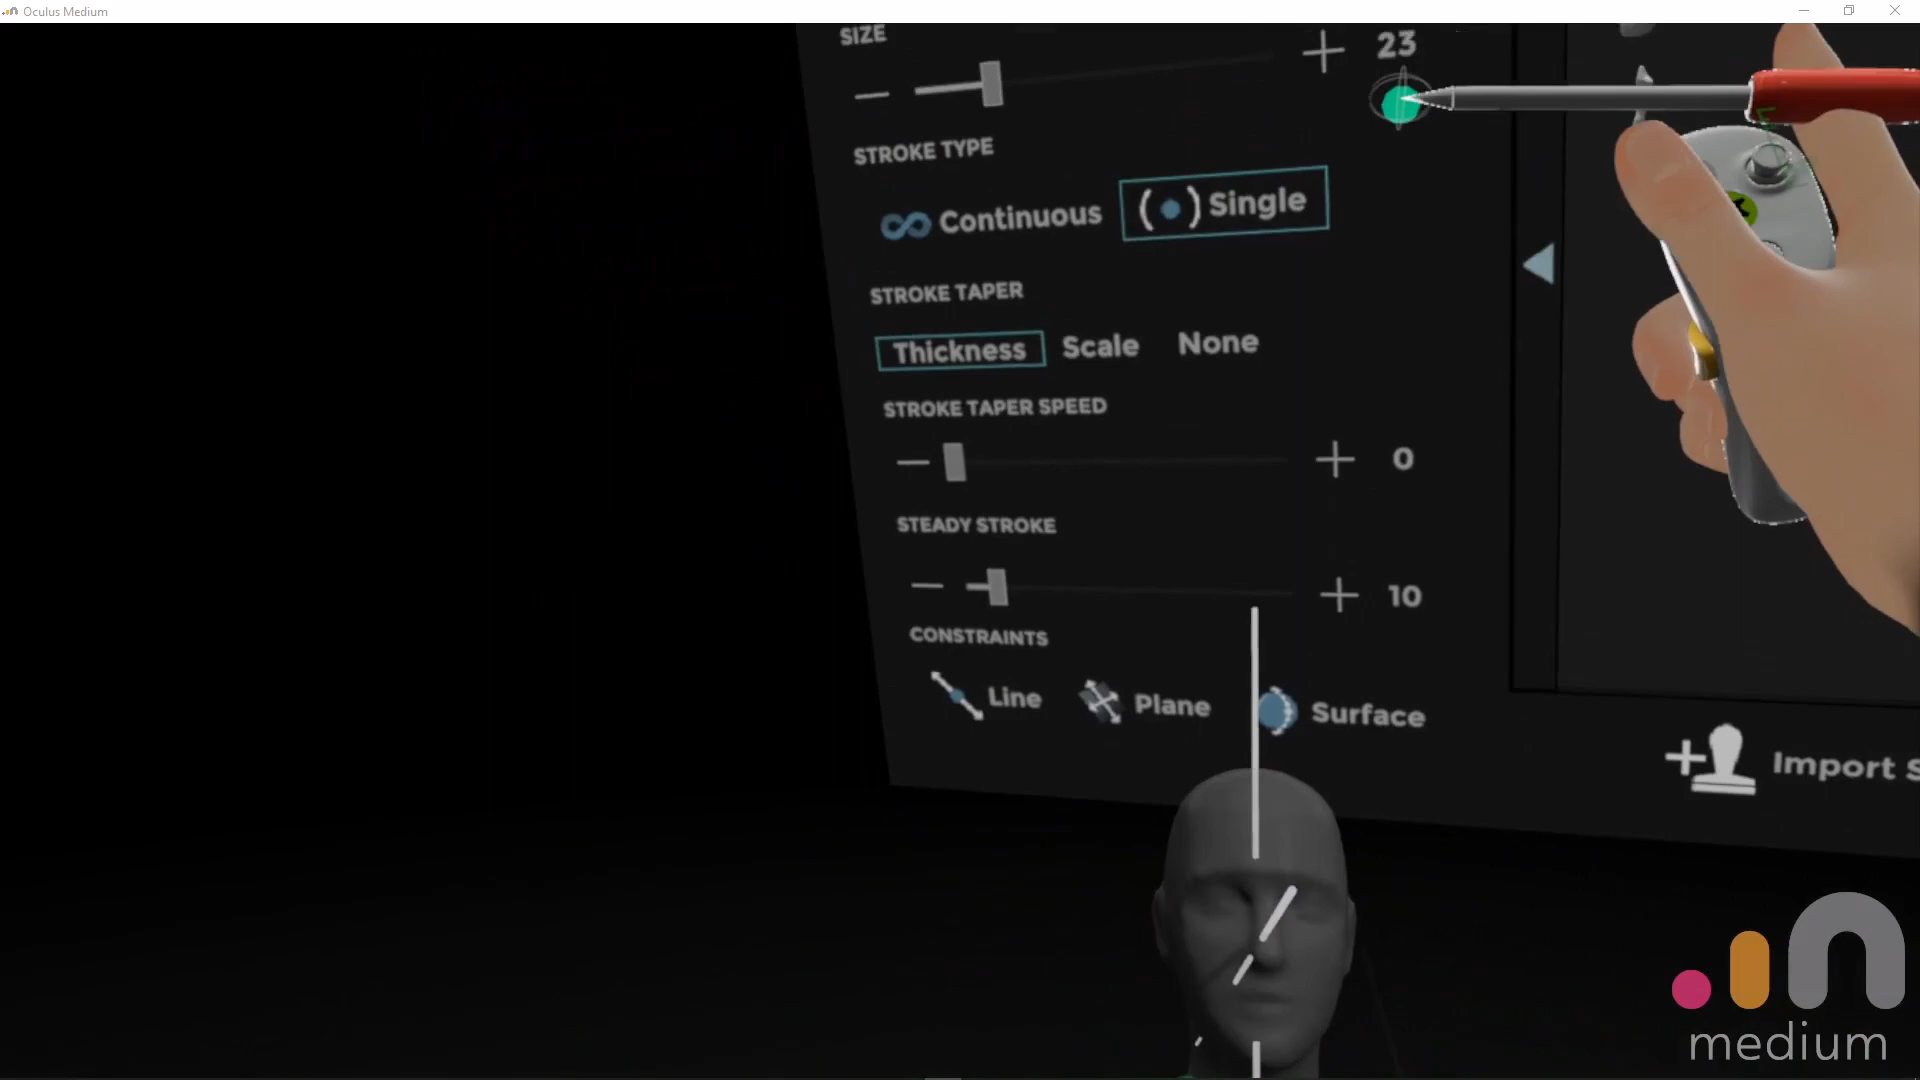 Oculus Medium
SIZE
23
STROKE TYPE
Continuous Single
STROKE TAPER
Thickness Scale None
STROKE TAPER SPEED
0
STEADY STROKE
10
CONSTRAINTS
Line Plane Surface
Import S
medium